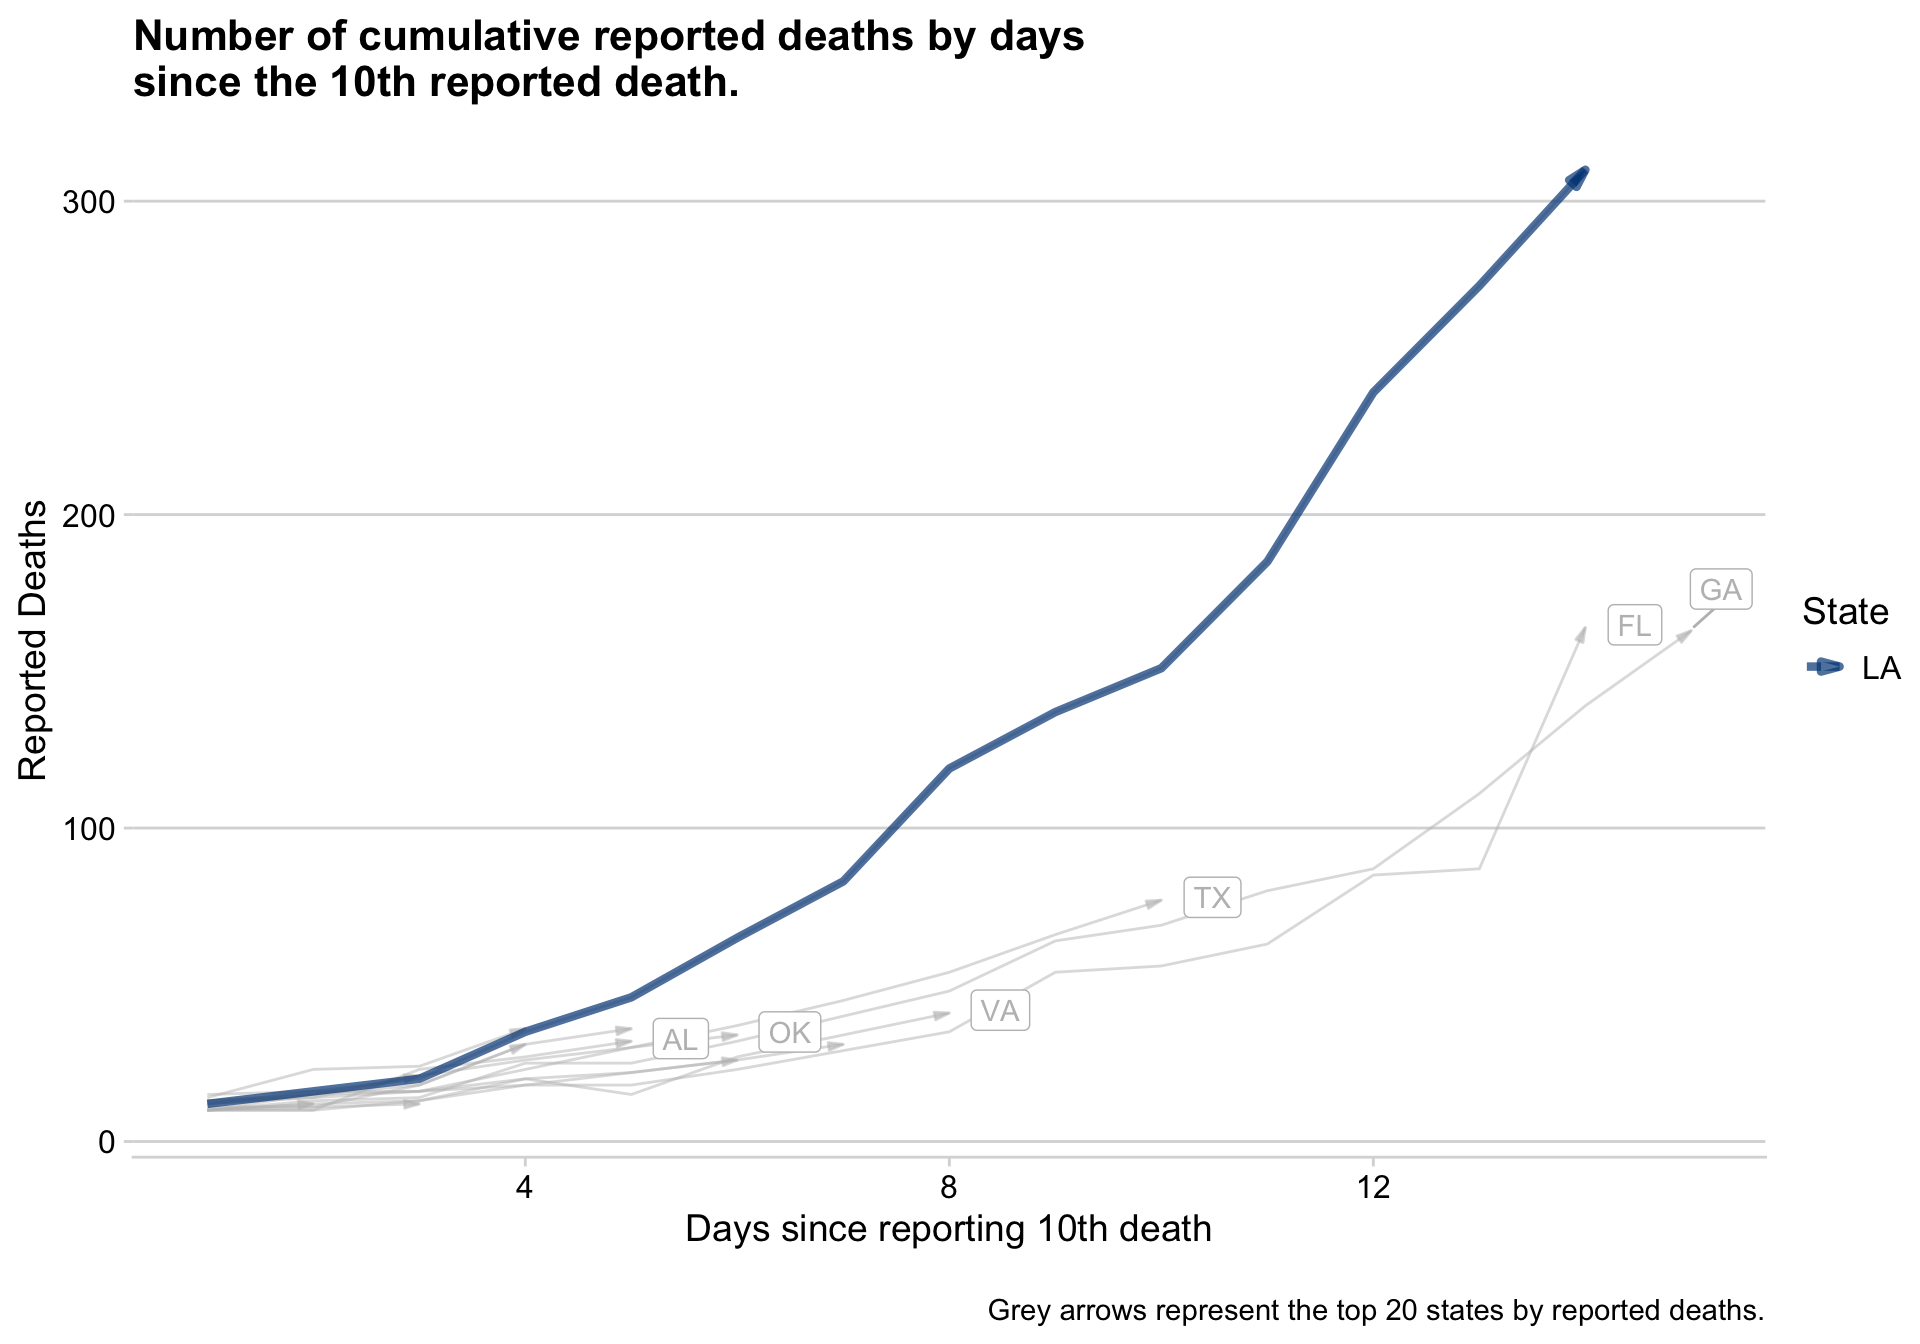 Number of cumulative reported deaths by days
since the 10th reported death.
300
200
100
0
Reported Deaths
GA
FL
TX
VA
OK
AL
State
LA
4
8
12
Days since reporting 10th death
Grey arrows represent the top 20 states by reported deaths.